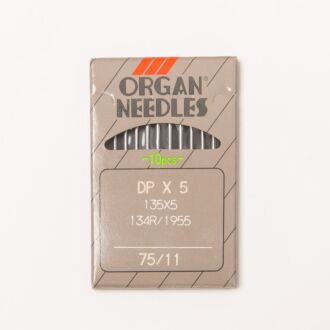 ORGAN®
NEEDLES
-10pcs-
DP X 5
135X5
134R/1955
75/11